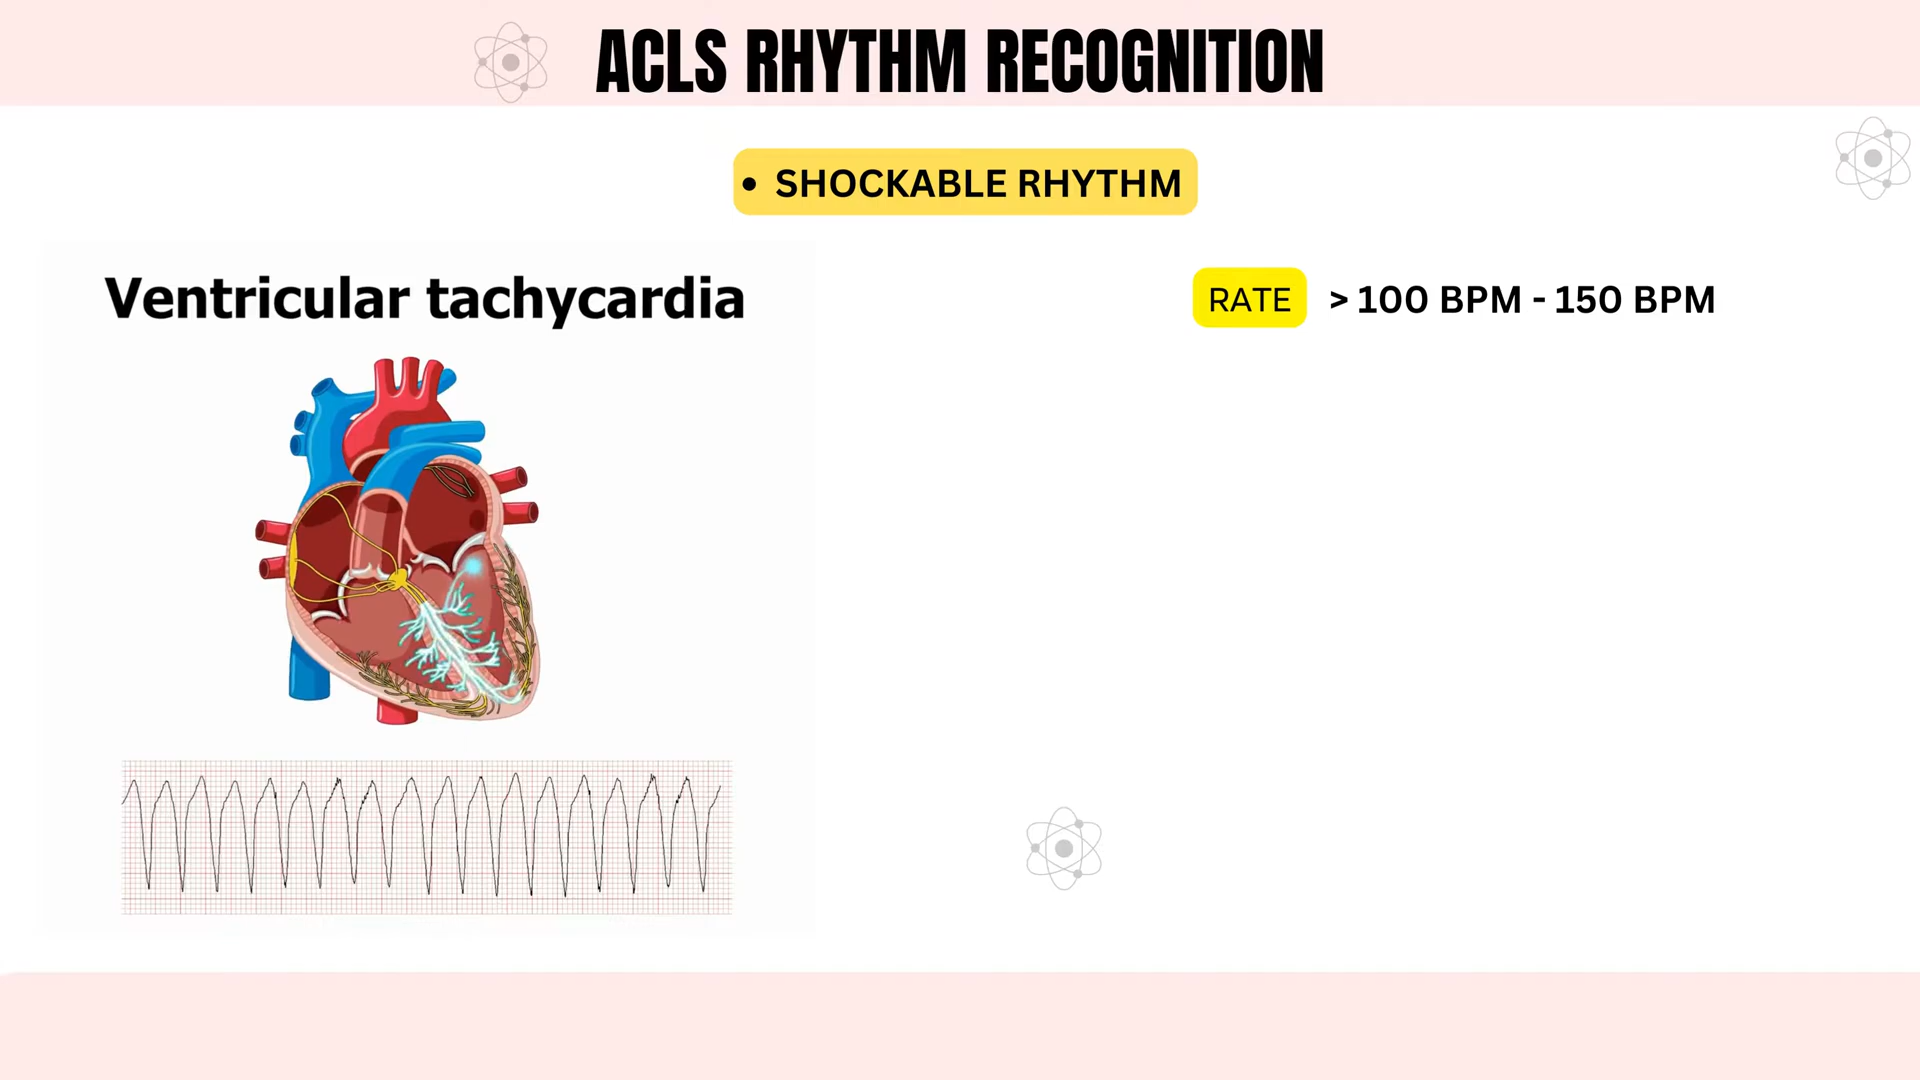 ACLS RHYTHM RECOGNITION
• SHOCKABLE RHYTHM
Ventricular tachycardia
RATE > 100 BPM - 150 BPM